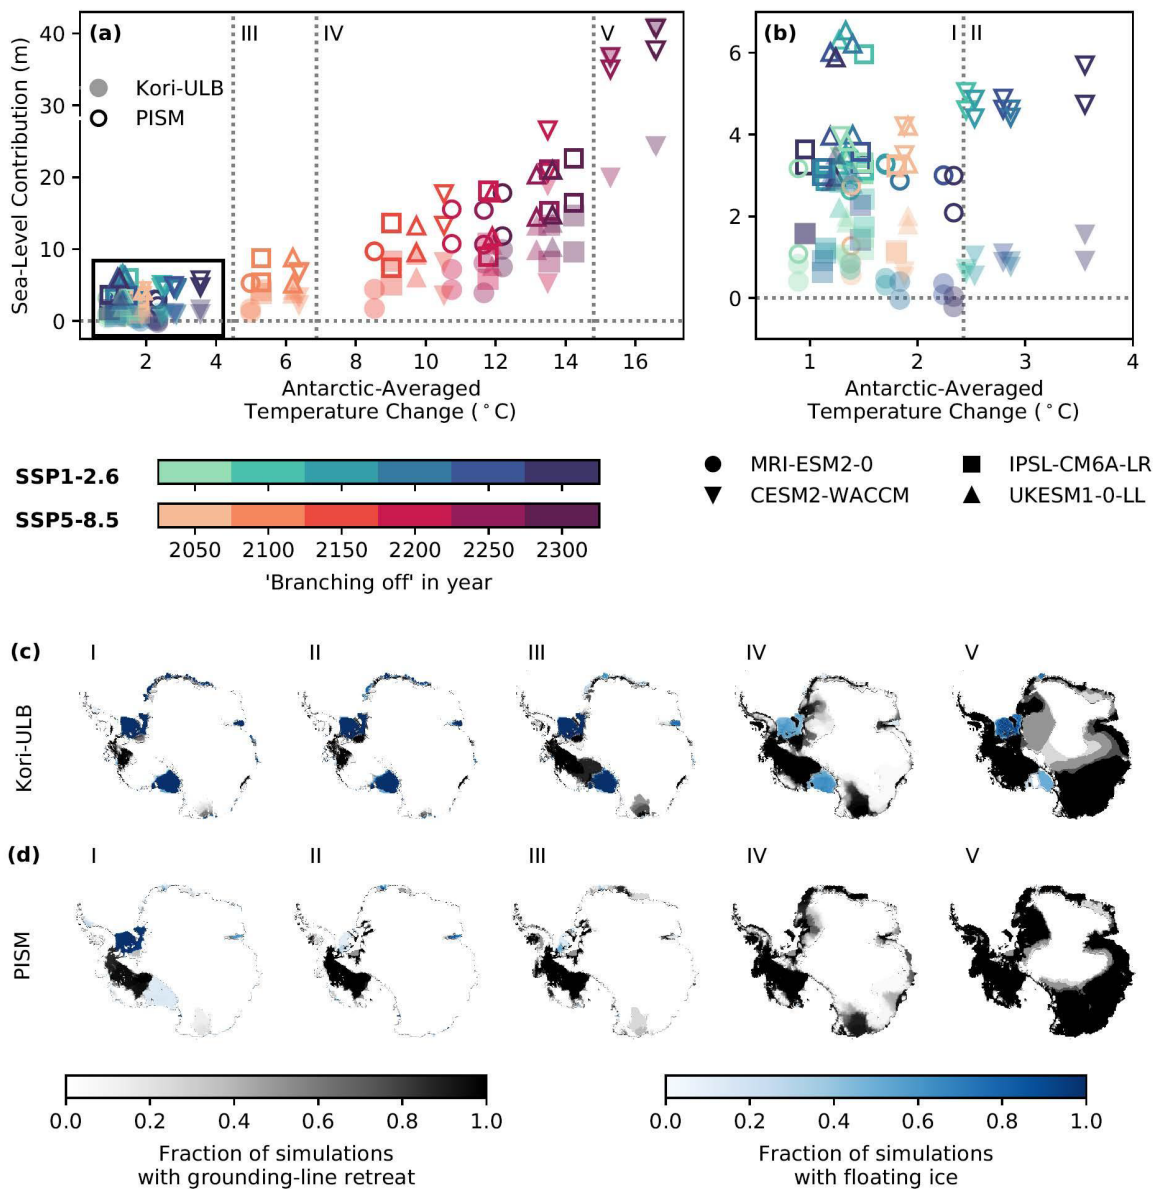 (a)
III
IV
V
Kori-ULB
PISM
Sea-Level Contribution (m)
40
30
20
10
0
2
4
6
8
10
12
14
16
Antarctic-Averaged
Temperature Change (°C)
(b)
I
II
6
4
2
0
1
2
3
4
Antarctic-Averaged
Temperature Change (°C)
SSP1-2.6
SSP5-8.5
2050
2100
2150
2200
2250
2300
'Branching off' in year
MRI-ESM2-0
IPSL-CM6A-LR
CESM2-WACCM
UKESM1-0-LL
(c)
I
II
III
IV
V
Kori-ULB
(d)
I
II
III
IV
V
PISM
0.0
0.2
0.4
0.6
0.8
1.0
Fraction of simulations
with grounding-line retreat
0.0
0.2
0.4
0.6
0.8
1.0
Fraction of simulations
with floating ice